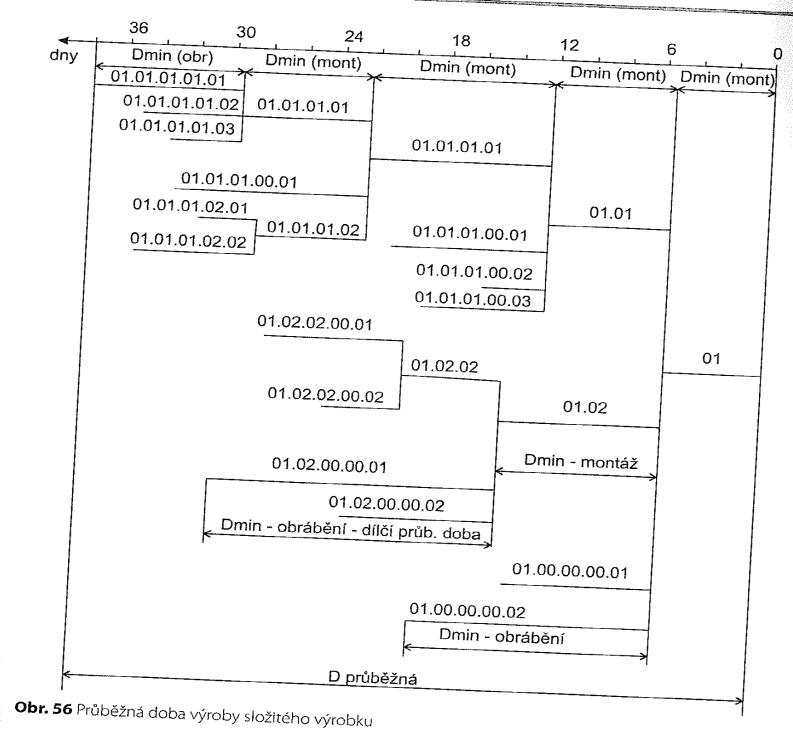 36 30 24 18 12 6 0
dny
Dmin (obr) Dmin (mont) Dmin (mont) Dmin (mont) Dmin (mont)
01.01.01.01.01
01.01.01.01.02 01.01.01.01
01.01.01.01.03
01.01.01.01
01.01.01.00.01
01.01.01.02.01
01.01
01.01.01.02
01.01.01.02.02
01.01.01.00.01
01.01.01.00.02
01.01.01.00.03
01.02.02.00.01
01
01.02.02
01.02.02.00.02
01.02
01.02.00.00.01
Dmin - montáž
01.02.00.00.02
Dmin - obrábění - dílčí průb. doba
01.00.00.00.01
01.00.00.00.02
Dmin - obrábění
D průběžná
Obr. 56 Průběžná doba výroby složitého výrobku